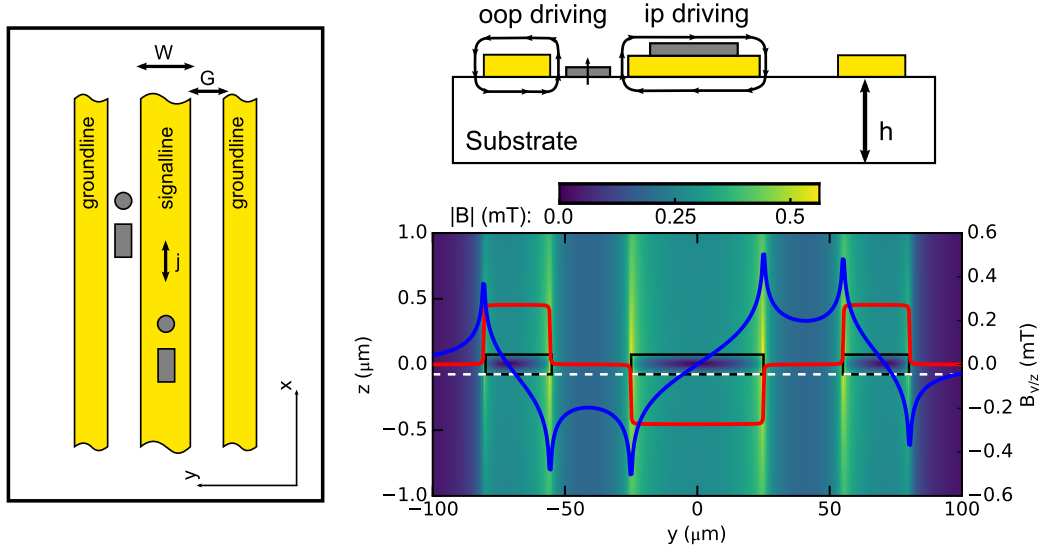 W
G
groundline
signalline
groundline
j
x
y
oop driving
ip driving
Substrate
h
|B| (mT):
0.0
0.25
0.5
1.0
0.5
0.0
−0.5
−1.0
z (μm)
0.6
0.4
0.2
0.0
−0.2
−0.4
−0.6
B_{y/z} (mT)
−100
−50
0
50
100
y (μm)